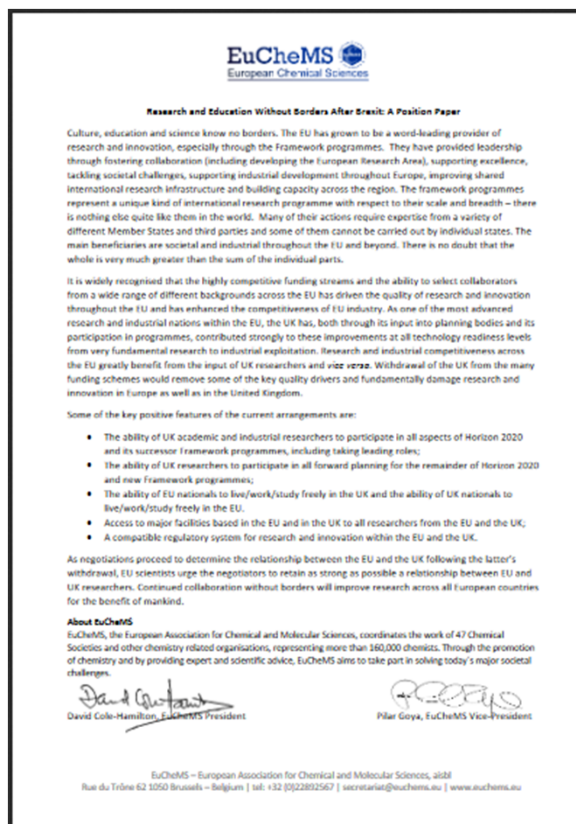 EuCheMS
European Chemical Sciences
Research and Education Without Borders After Brexit: A Position Paper
Culture, education and science know no borders. The EU has grown to be a word-leading provider of
research and innovation, especially through the Framework programmes. They have provided leadership
through fostering collaboration (including developing the European Research Area), supporting excellence,
tackling societal challenges, supporting industrial development throughout Europe, improving shared
international research infrastructure and building capacity across the region. The framework programmes
represent a unique kind of international research programme with respect to their scale and breadth – there
is nothing else quite like them in the world. Many of their actions require expertise from a variety of
different Member States and third parties and some of them cannot be carried out by individual states. The
main beneficiaries are societal and industrial throughout the EU and beyond. There is no doubt that the
whole is very much greater than the sum of the individual parts.
It is widely recognised that the highly competitive funding streams and the ability to select collaborators
from a wide range of different backgrounds across the EU has driven the quality of research and innovation
throughout the EU and has enhanced the competitiveness of EU industry. As one of the most advanced
research and industrial nations within the EU, the UK has, both through its input into planning bodies and its
participation in programmes, contributed strongly to these improvements at all technology readiness levels
from very fundamental research to industrial exploitation. Research and industrial competitiveness across
the EU greatly benefit from the input of UK researchers and vice versa. Withdrawal of the UK from the many
funding schemes would remove some of the key quality drivers and fundamentally damage research and
innovation in Europe as well as in the United Kingdom.
Some of the key positive features of the current arrangements are:
• The ability of UK academic and industrial researchers to participate in all aspects of Horizon 2020
and its successor Framework programmes, including taking leading roles;
• The ability of UK researchers to participate in all forward planning for the remainder of Horizon 2020
and new Framework programmes;
• The ability of EU nationals to live/work/study freely in the UK and the ability of UK nationals to
live/work/study freely in the EU.
• Access to major facilities based in the EU and in the UK to all researchers from the EU and the UK;
• A compatible regulatory system for research and innovation within the EU and the UK.
As negotiations proceed to determine the relationship between the EU and the UK following the latter's
withdrawal, EU scientists urge the negotiators to retain as strong as possible a relationship between EU and
UK researchers. Continued collaboration without borders will improve research across all European countries
for the benefit of mankind.
About EuCheMS
EuCheMS, the European Association for Chemical and Molecular Sciences, coordinates the work of 47 Chemical
Societies and other chemistry related organisations, representing more than 160,000 chemists. Through the promotion
of chemistry and by providing expert and scientific advice, EuCheMS aims to take part in solving today's major societal
challenges.
David Cole-Hamilton, EuCheMS President Pilar Goya, EuCheMS Vice-President
EuCheMS – European Association for Chemical and Molecular Sciences, aisbl
Rue du Trône 62 1050 Brussels – Belgium | tel: +32 (0)22892567 | secretariat@euchems.eu | www.euchems.eu